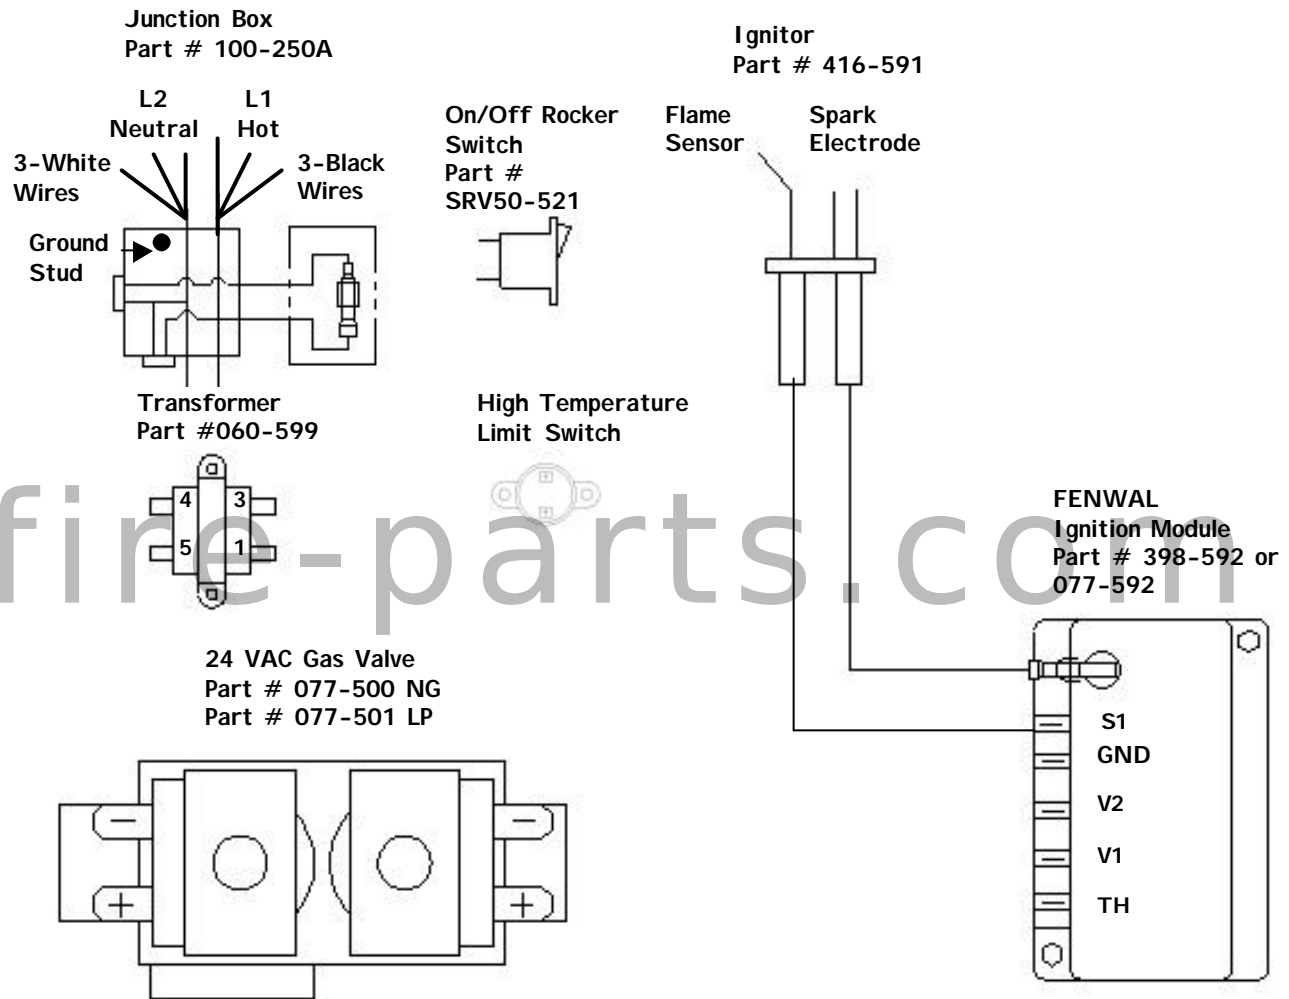 Junction Box
Part # 100-250A
L2
Neutral
L1
Hot
3-White
Wires
3-Black
Wires
Ground
Stud
On/Off Rocker
Switch
Part #
SRV50-521
Ignitor
Part # 416-591
Flame
Sensor
Spark
Electrode
Transformer
Part #060-599
4
3
5
1
High Temperature
Limit Switch
fire-parts.com
FENWAL
Ignition Module
Part # 398-592 or
077-592
S1
GND
V2
V1
TH
24 VAC Gas Valve
Part # 077-500 NG
Part # 077-501 LP
− −
+ +